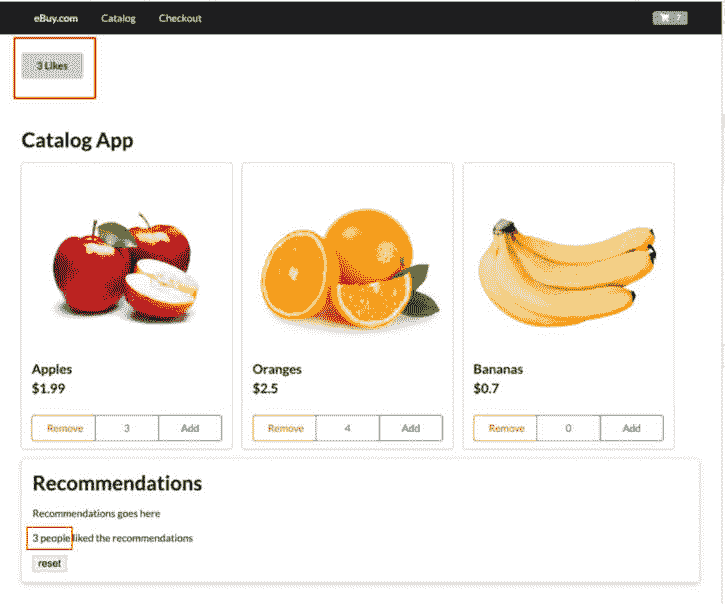 eBuy.com Catalog Checkout 7
3 Likes
Catalog App
Apples Oranges Bananas
$1.99 $2.5 $0.7
Remove 3 Add Remove 4 Add Remove 0 Add
Recommendations
Recommendations goes here
3 people liked the recommendations
reset